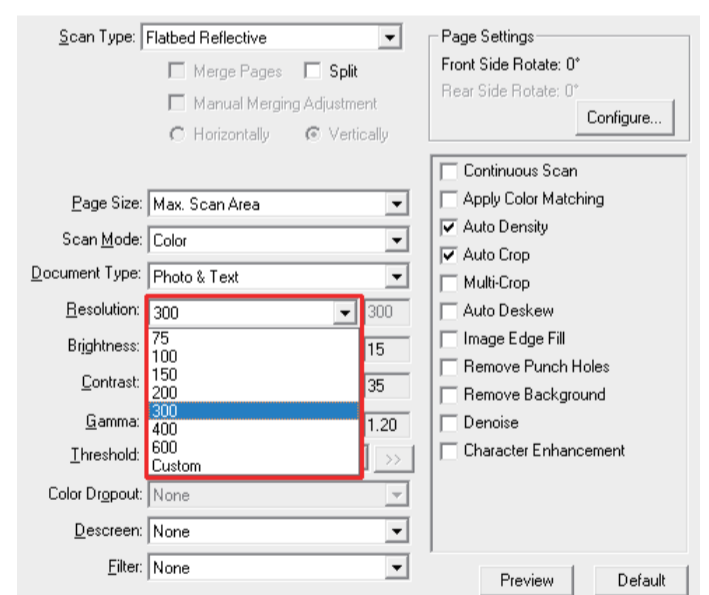 Scan Type: Flatbed Reflective
Merge Pages Split
Manual Merging Adjustment
Horizontally Vertically
Page Size: Max. Scan Area
Scan Mode: Color
Document Type: Photo & Text
Resolution: 300 300
75
Brightness: 15
100
150
Contrast: 35
200
300
Gamma: 1.20
400
600
Threshold: >>
Custom
Color Dropout: None
Descreen: None
Filter: None
Page Settings
Front Side Rotate: 0°
Rear Side Rotate: 0°
Configure...
Continuous Scan
Apply Color Matching
Auto Density
Auto Crop
Multi-Crop
Auto Deskew
Image Edge Fill
Remove Punch Holes
Remove Background
Denoise
Character Enhancement
Preview Default